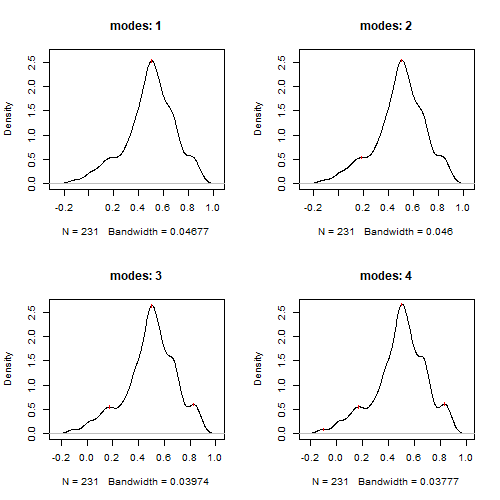 modes: 1
Density
0.0 0.5 1.0 1.5 2.0 2.5
-0.2 0.2 0.4 0.6 0.8 1.0
N = 231 Bandwidth = 0.04677
modes: 2
Density
0.0 0.5 1.0 1.5 2.0 2.5
-0.2 0.2 0.4 0.6 0.8 1.0
N = 231 Bandwidth = 0.046
modes: 3
Density
0.0 0.5 1.0 1.5 2.0 2.5
-0.2 0.0 0.2 0.4 0.6 0.8 1.0
N = 231 Bandwidth = 0.03974
modes: 4
Density
0.0 0.5 1.0 1.5 2.0 2.5
-0.2 0.0 0.2 0.4 0.6 0.8 1.0
N = 231 Bandwidth = 0.03777